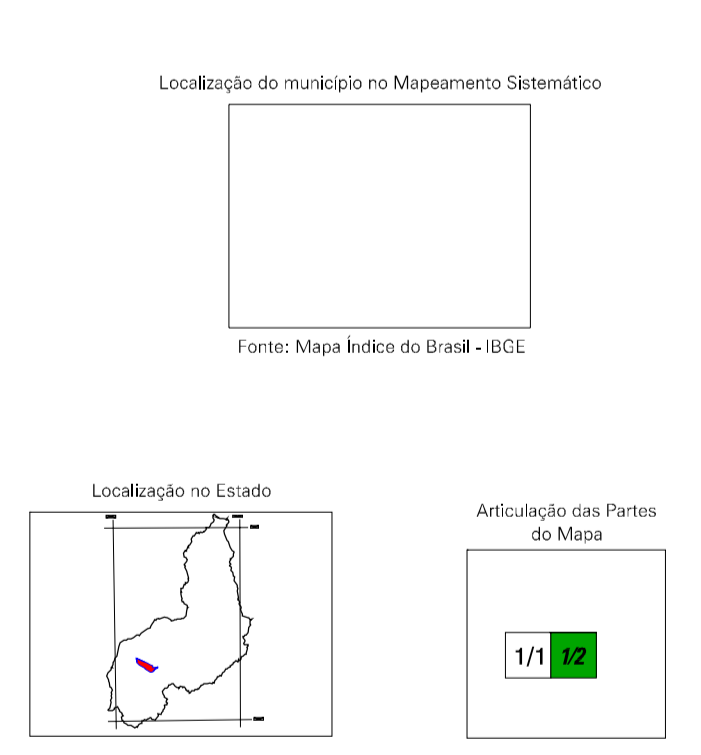 Localização do município no Mapeamento Sistemático
Fonte: Mapa Índice do Brasil - IBGE
Localização no Estado
Articulação das Partes
do Mapa
1/1 1/2